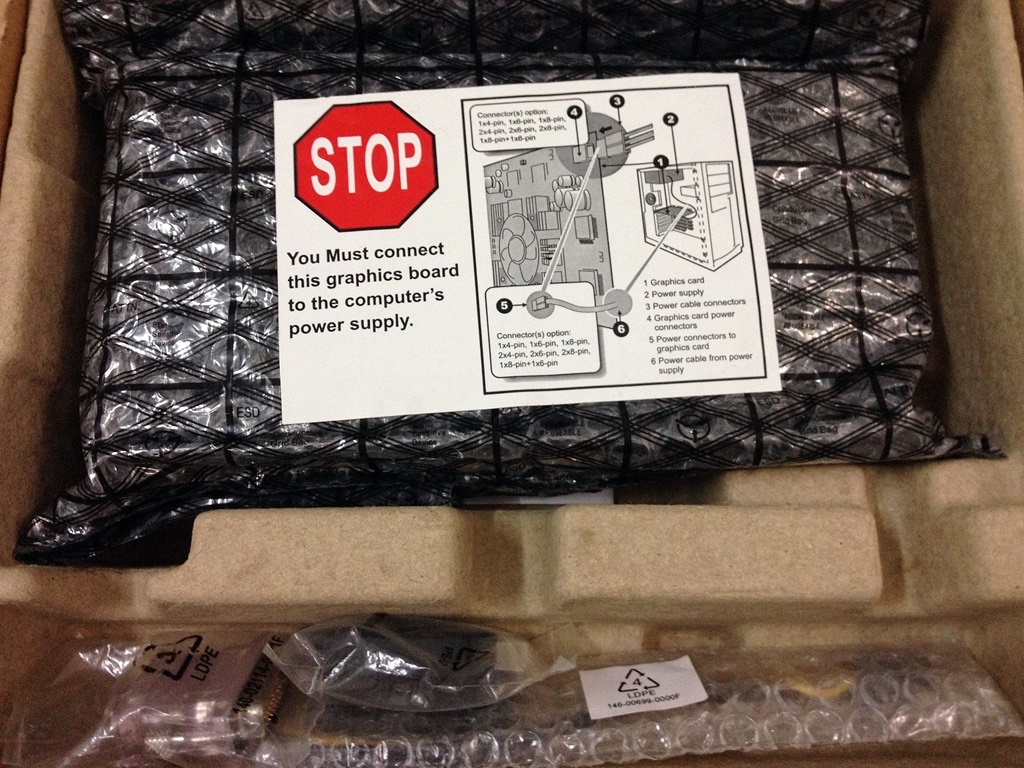 STOP
You Must connect
this graphics board
to the computer's
power supply.
Connector(s) option:
1x4-pin, 1x6-pin, 1x8-pin,
2x4-pin, 2x6-pin, 2x8-pin,
1x8-pin+1x6-pin
4
3
2
1
5
6
Connector(s) option:
1x4-pin, 1x6-pin, 1x8-pin,
2x4-pin, 2x6-pin, 2x8-pin,
1x8-pin+1x6-pin
1 Graphics card
2 Power supply
3 Power cable connectors
4 Graphics card power
connectors
5 Power connectors to
graphics card
6 Power cable from power
supply
ESD
Grid Bag
LDPE
4
LDPE
146-00699-0000F